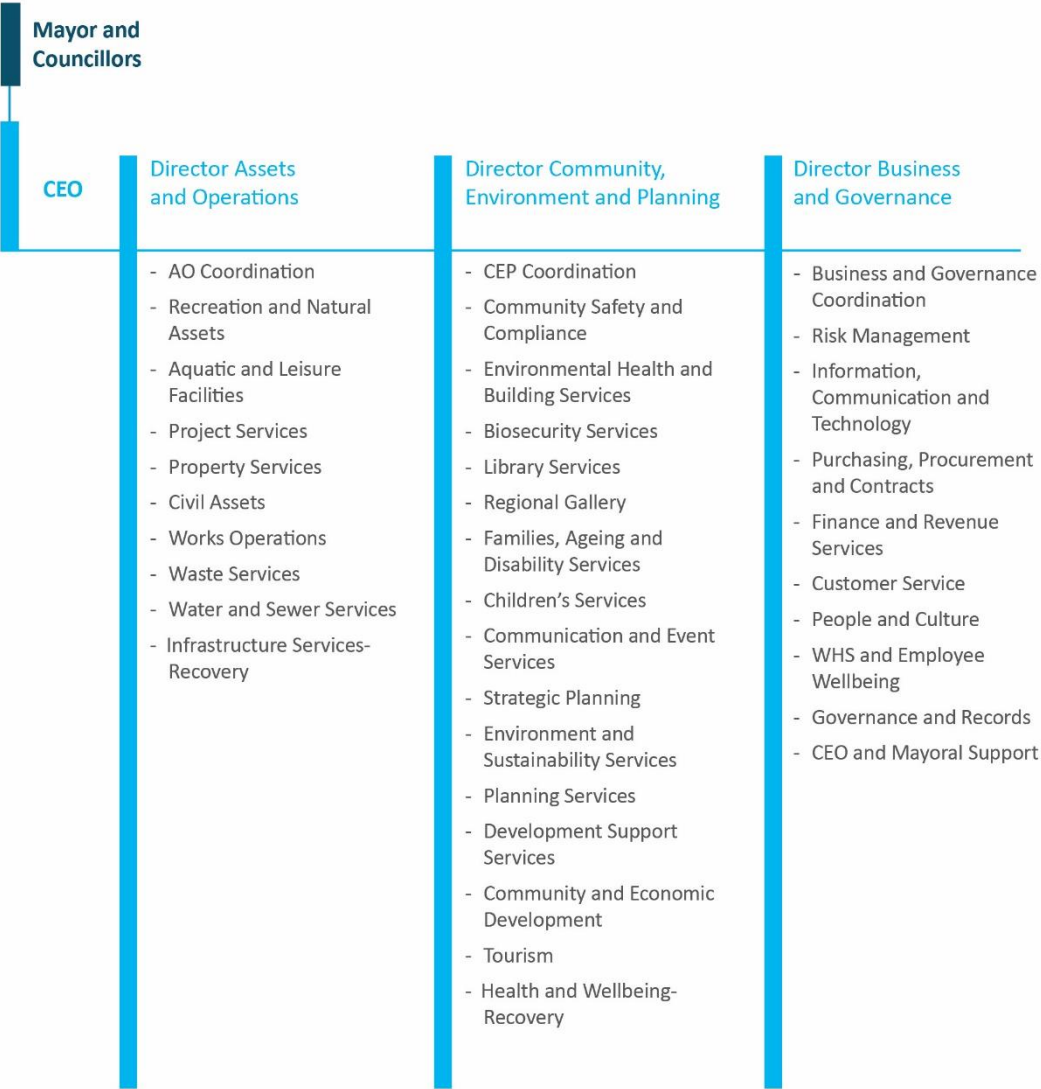 Mayor and
Councillors
CEO
Director Assets
and Operations
- AO Coordination
- Recreation and Natural
Assets
- Aquatic and Leisure
Facilities
- Project Services
- Property Services
- Civil Assets
- Works Operations
- Waste Services
- Water and Sewer Services
- Infrastructure Services-
Recovery
Director Community,
Environment and Planning
- CEP Coordination
- Community Safety and
Compliance
- Environmental Health and
Building Services
- Biosecurity Services
- Library Services
- Regional Gallery
- Families, Ageing and
Disability Services
- Children’s Services
- Communication and Event
Services
- Strategic Planning
- Environment and
Sustainability Services
- Planning Services
- Development Support
Services
- Community and Economic
Development
- Tourism
- Health and Wellbeing-
Recovery
Director Business
and Governance
- Business and Governance
Coordination
- Risk Management
- Information,
Communication and
Technology
- Purchasing, Procurement
and Contracts
- Finance and Revenue
Services
- Customer Service
- People and Culture
- WHS and Employee
Wellbeing
- Governance and Records
- CEO and Mayoral Support